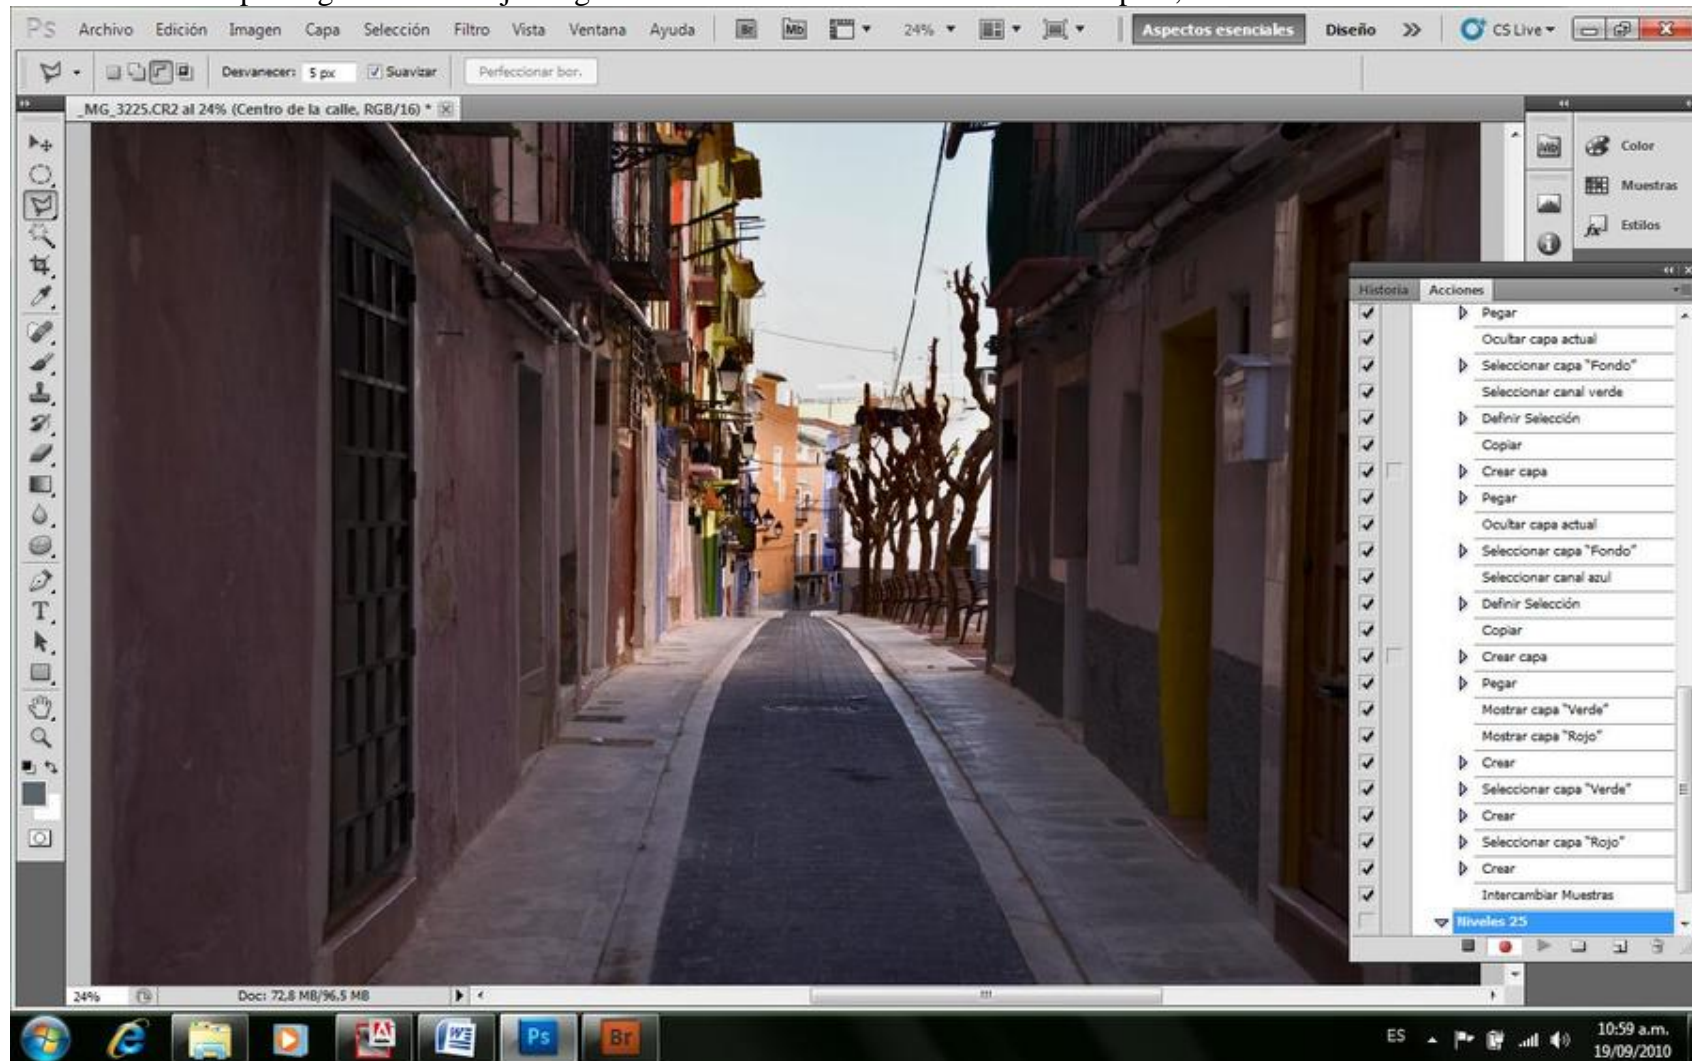 Ps Archivo Edición Imagen Capa Selección Filtro Vista Ventana Ayuda Br Mb 24% Aspectos esenciales Diseño CS Live
Desvanecer: 5 px Suavizar Perfeccionar bor.
_MG_3225.CR2 al 24% (Centro de la calle, RGB/16) *
Mb Color
Muestras
Estilos
Historia Acciones
Pegar
Ocultar capa actual
Seleccionar capa "Fondo"
Seleccionar canal verde
Definir Selección
Copiar
Crear capa
Pegar
Ocultar capa actual
Seleccionar capa "Fondo"
Seleccionar canal azul
Definir Selección
Copiar
Crear capa
Pegar
Mostrar capa "Verde"
Mostrar capa "Rojo"
Crear
Seleccionar capa "Verde"
Crear
Seleccionar capa "Rojo"
Crear
Intercambiar Muestras
Niveles 25
24% Doc: 72,8 MB/96,5 MB
Ps Br ES 10:59 a.m.
19/09/2010